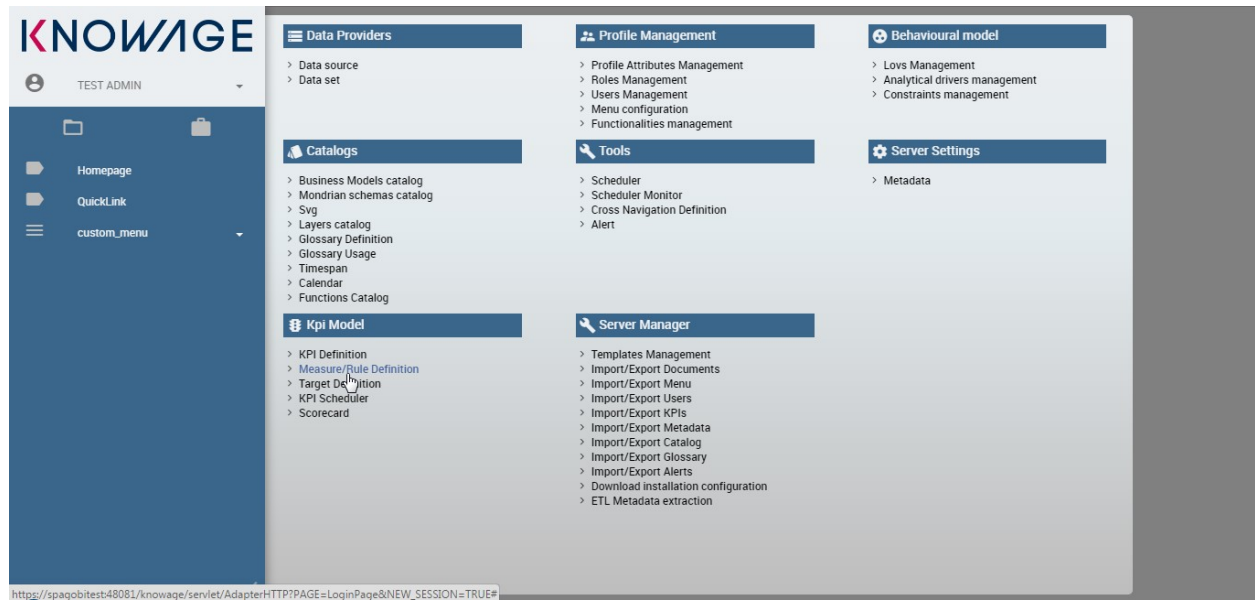 KNOWAGE
TEST ADMIN
Homepage
QuickLink
custom_menu
Data Providers
> Data source
> Data set
Profile Management
> Profile Attributes Management
> Roles Management
> Users Management
> Menu configuration
> Functionalities management
Behavioural model
> Lovs Management
> Analytical drivers management
> Constraints management
Catalogs
> Business Models catalog
> Mondrian schemas catalog
> Svg
> Layers catalog
> Glossary Definition
> Glossary Usage
> Timespan
> Calendar
> Functions Catalog
Tools
> Scheduler
> Scheduler Monitor
> Cross Navigation Definition
> Alert
Server Settings
> Metadata
Kpi Model
> KPI Definition
> Measure/Rule Definition
> Target Definition
> KPI Scheduler
> Scorecard
Server Manager
> Templates Management
> Import/Export Documents
> Import/Export Menu
> Import/Export Users
> Import/Export KPIs
> Import/Export Metadata
> Import/Export Catalog
> Import/Export Glossary
> Import/Export Alerts
> Download installation configuration
> ETL Metadata extraction
https://spagobitest:48081/knowage/servlet/AdapterHTTP?PAGE=LoginPage&NEW_SESSION=TRUE#